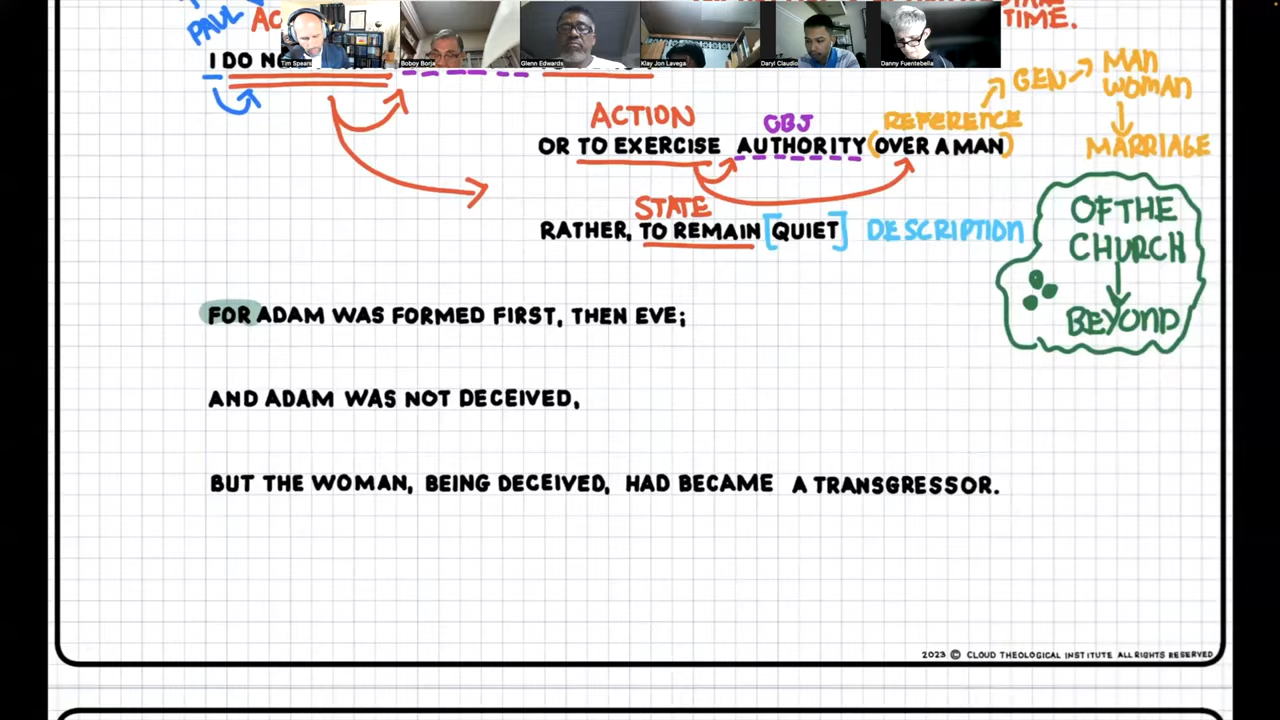 TIME.
PAUL
AC
Tim Spears
Boboy Borja
Glenn Edwards
Klay Jon Lavega
Daryl Claudio
Danny Fuentebella
I DO
GEN
MAN
WOMAN
MARRIAGE
ACTION
OBJ
REFERENCE
OR TO EXERCISE AUTHORITY (OVER A MAN)
STATE
RATHER, TO REMAIN [QUIET] DESCRIPTION
OF THE
CHURCH
BEYOND
FOR ADAM WAS FORMED FIRST, THEN EVE;
AND ADAM WAS NOT DECEIVED,
BUT THE WOMAN, BEING DECEIVED, HAD BECAME A TRANSGRESSOR.
2023 © CLOUD THEOLOGICAL INSTITUTE ALL RIGHTS RESERVED